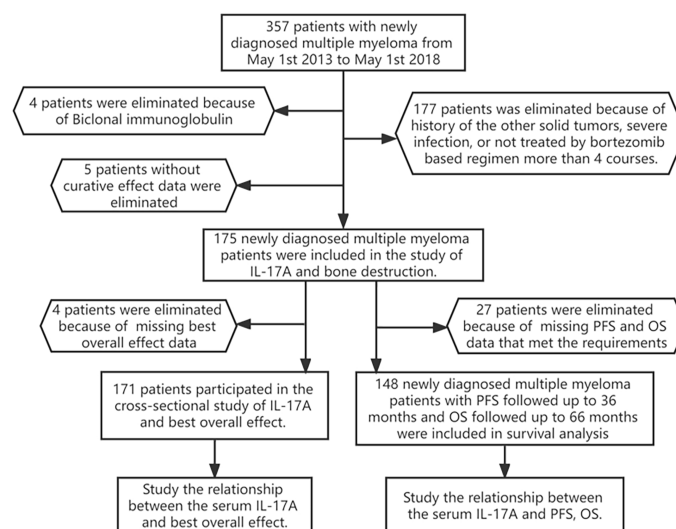 357 patients with newly
diagnosed multiple myeloma from
May 1st 2013 to May 1st 2018
4 patients were eliminated because
of Biclonal immunoglobulin
177 patients was eliminated because of
history of the other solid tumors, severe
infection, or not treated by bortezomib
based regimen more than 4 courses.
5 patients without
curative effect data were
eliminated
175 newly diagnosed multiple myeloma
patients were included in the study of
IL-17A and bone destruction.
4 patients were eliminated
because of missing best
overall effect data
27 patients were eliminated
because of missing PFS and OS
data that met the requirements
171 patients participated in the
cross-sectional study of IL-17A
and best overall effect.
148 newly diagnosed multiple myeloma
patients with PFS followed up to 36
months and OS followed up to 66 months
were included in survival analysis
Study the relationship
between the serum IL-17A
and best overall effect.
Study the relationship between
the serum IL-17A and PFS, OS.